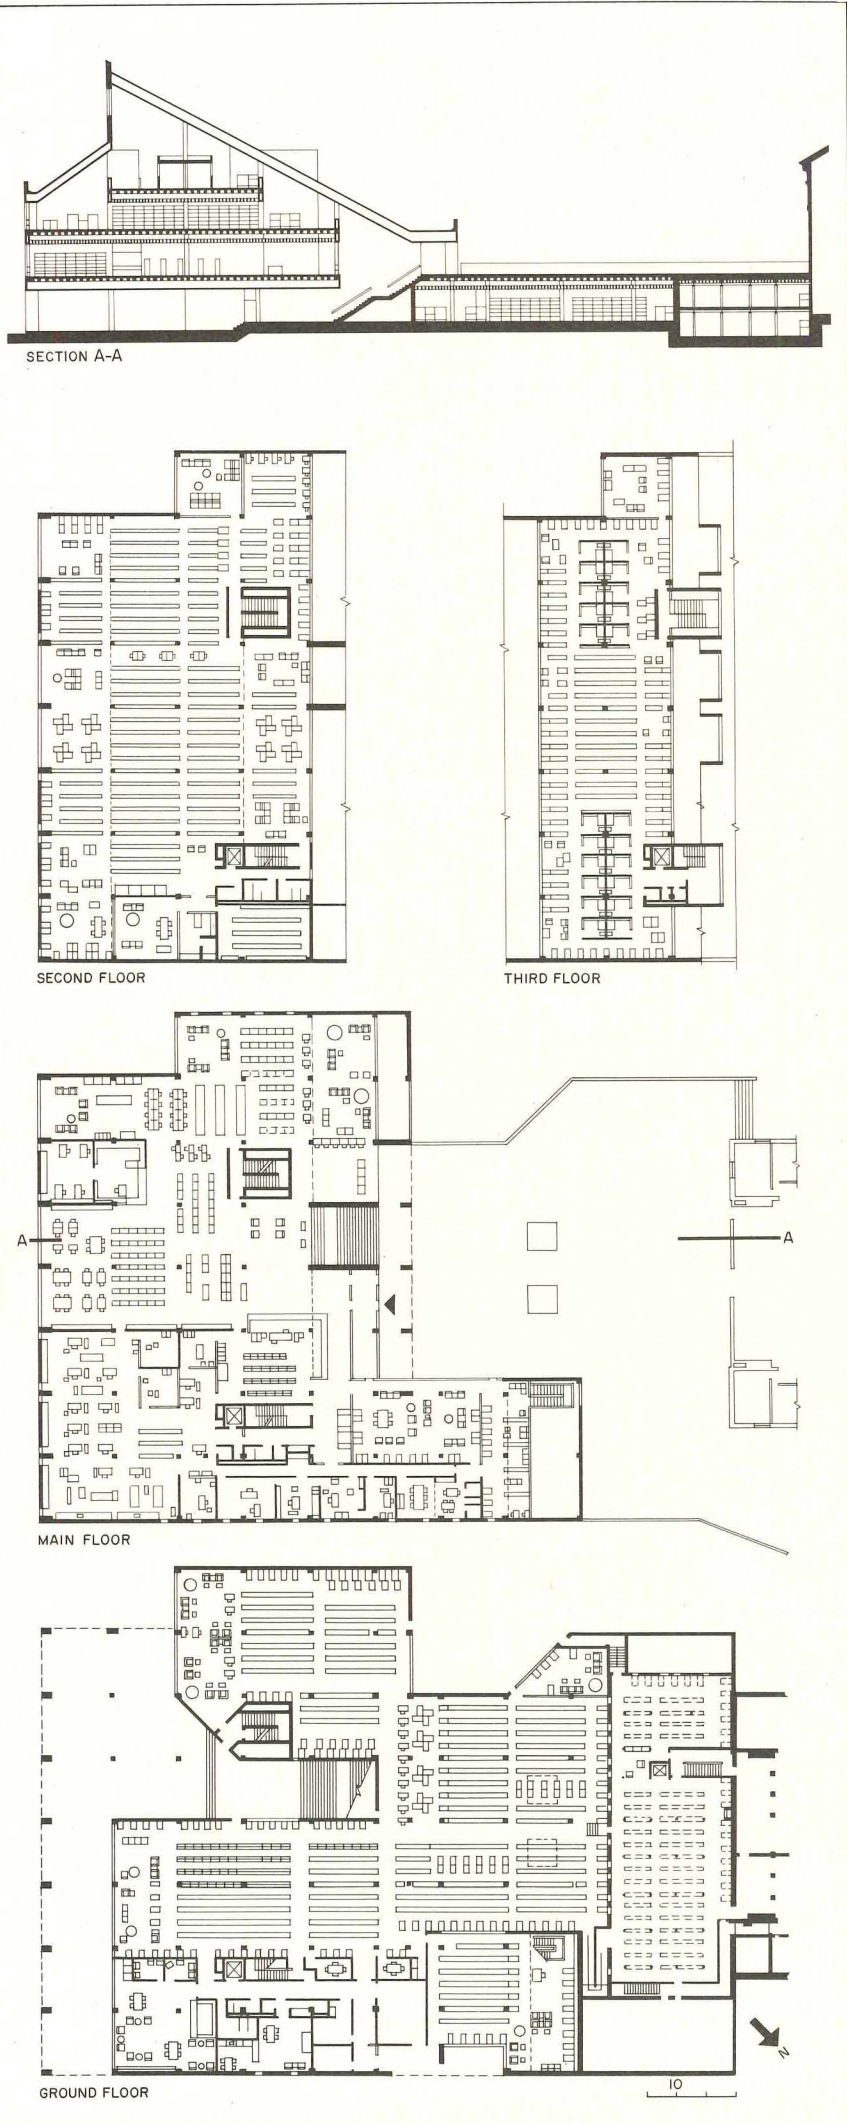 SECTION A-A
SECOND FLOOR
THIRD FLOOR
A
A
MAIN FLOOR
N
GROUND FLOOR
10